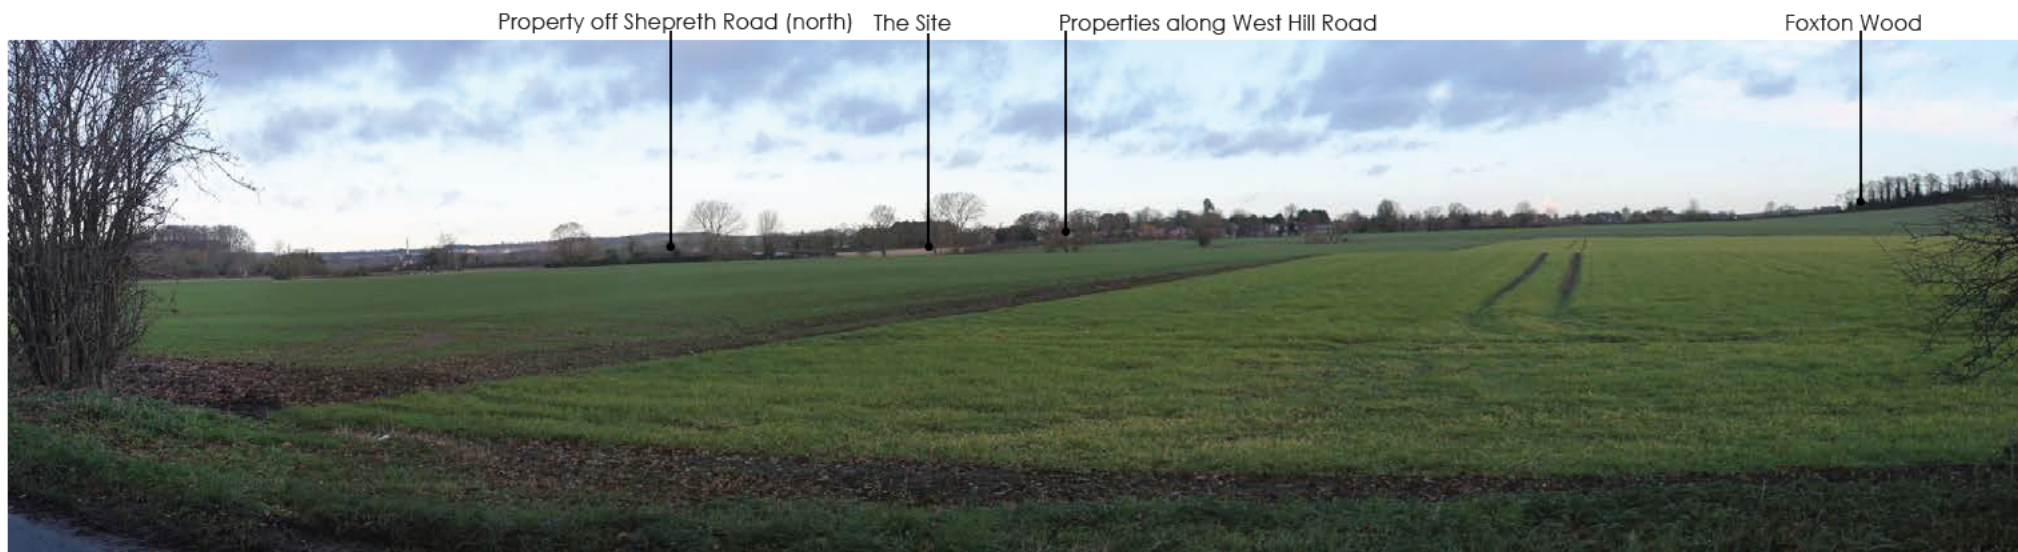 Property off Shepreth Road (north)
The Site
Properties along West Hill Road
Foxton Wood